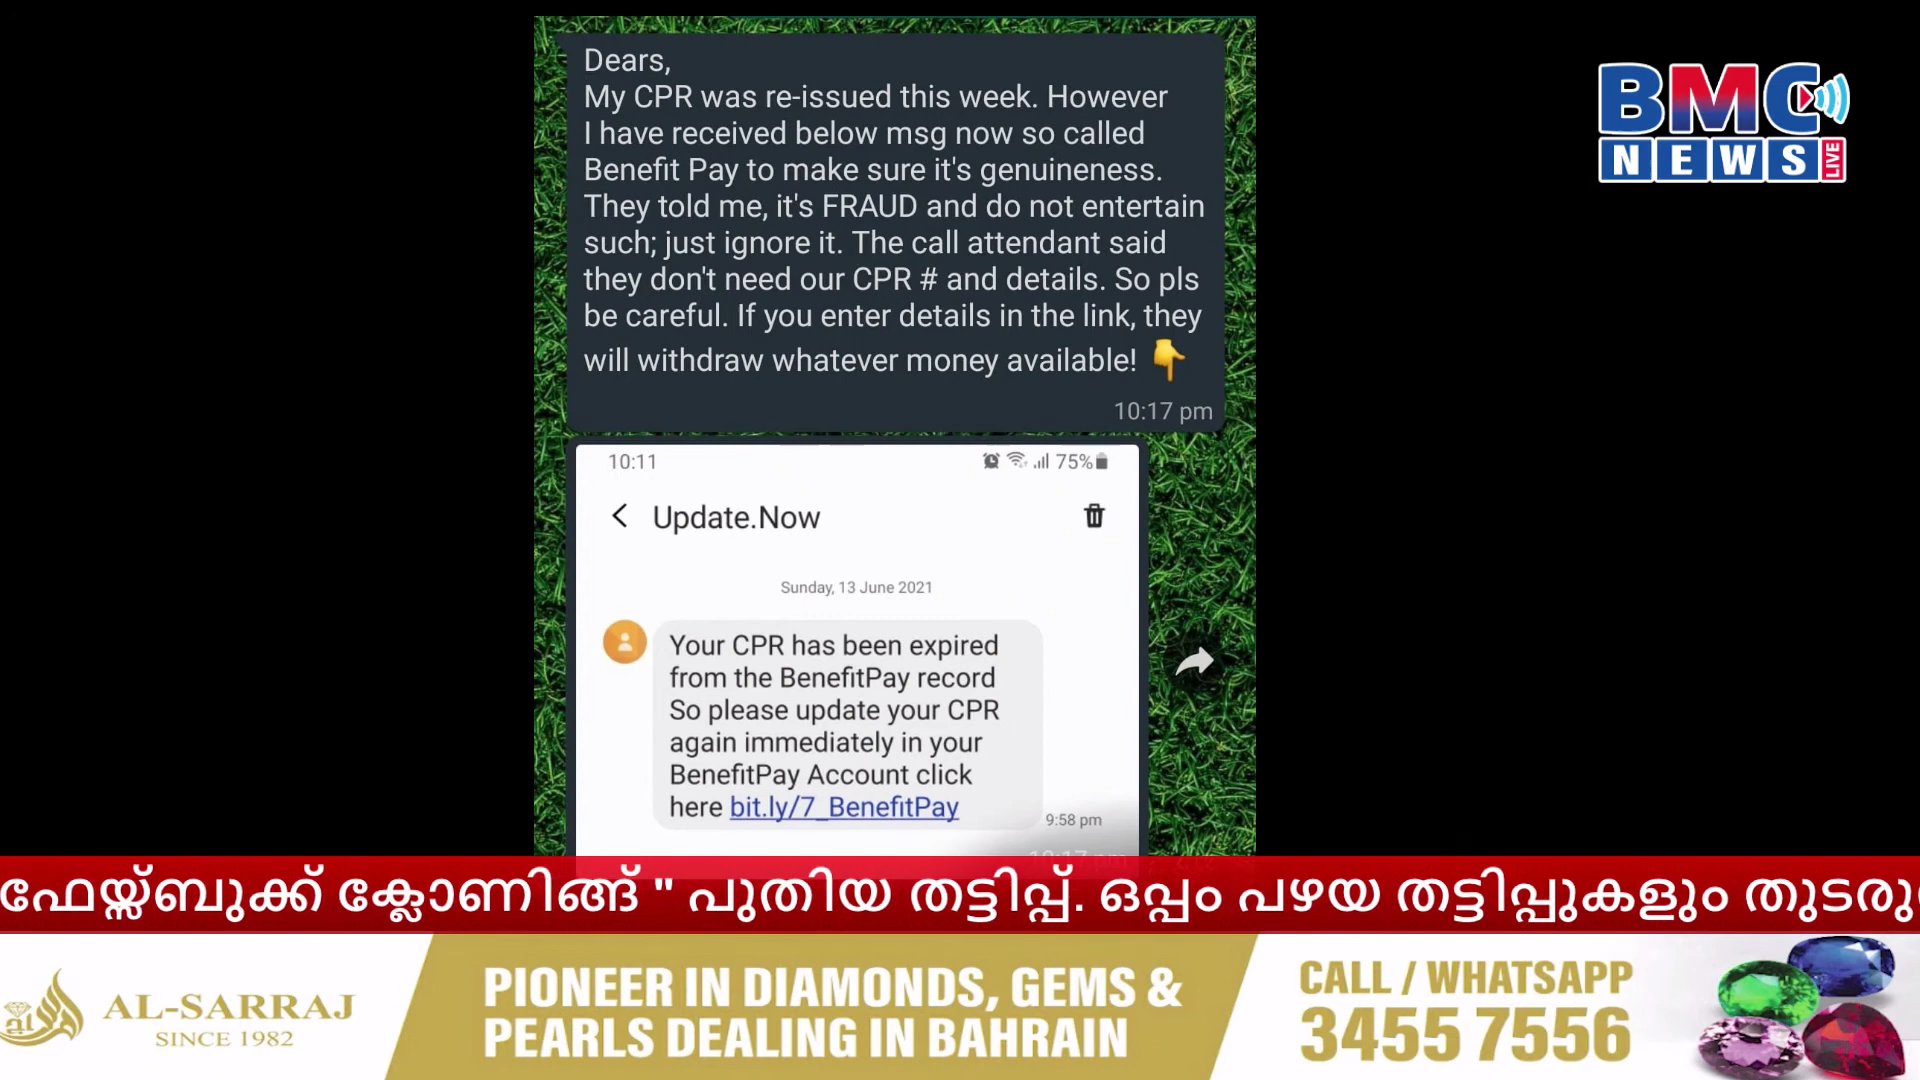 Dears,
My CPR was re-issued this week. However
I have received below msg now so called
Benefit Pay to make sure it's genuineness.
They told me, it's FRAUD and do not entertain
such; just ignore it. The call attendant said
they don't need our CPR # and details. So pls
be careful. If you enter details in the link, they
will withdraw whatever money available! 👇
10:17 pm
BMC
NEWS LIVE
10:11
75%
Update.Now
Sunday, 13 June 2021
Your CPR has been expired
from the BenefitPay record
So please update your CPR
again immediately in your
BenefitPay Account click
here bit.ly/7_BenefitPay
9:58 pm
10:17 pm
ഫേയ്സ്ബുക്ക് ക്ലോണിങ്ങ് " പുതിയ തട്ടിപ്പ്. ഒപ്പം പഴയ തട്ടിപ്പുകളും തുടരു
AL-SARRAJ
SINCE 1982
PIONEER IN DIAMONDS, GEMS &
PEARLS DEALING IN BAHRAIN
CALL / WHATSAPP
3455 7556